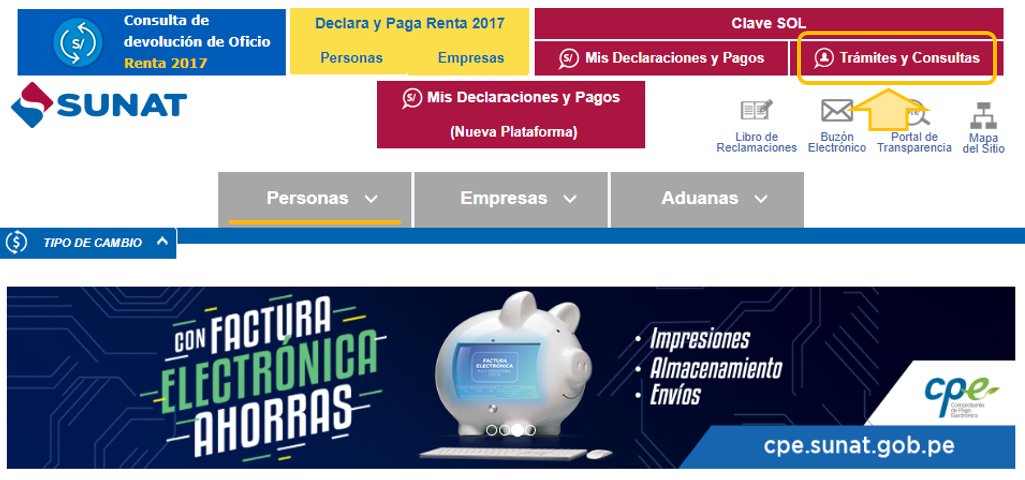 Consulta de
devolución de Oficio
Renta 2017
Declara y Paga Renta 2017
Personas
Empresas
Clave SOL
Mis Declaraciones y Pagos
Trámites y Consultas
SUNAT
Mis Declaraciones y Pagos
(Nueva Plataforma)
Libro de
Reclamaciones
Buzón
Electrónico
Portal de
Transparencia
Mapa
del Sitio
Personas
Empresas
Aduanas
TIPO DE CAMBIO
CON FACTURA
ELECTRÓNICA
AHORRAS
FACTURA
ELECTRÓNICA
• Impresiones
• Almacenamiento
• Envíos
cpe
Comprobante
de Pago
Electrónico
cpe.sunat.gob.pe